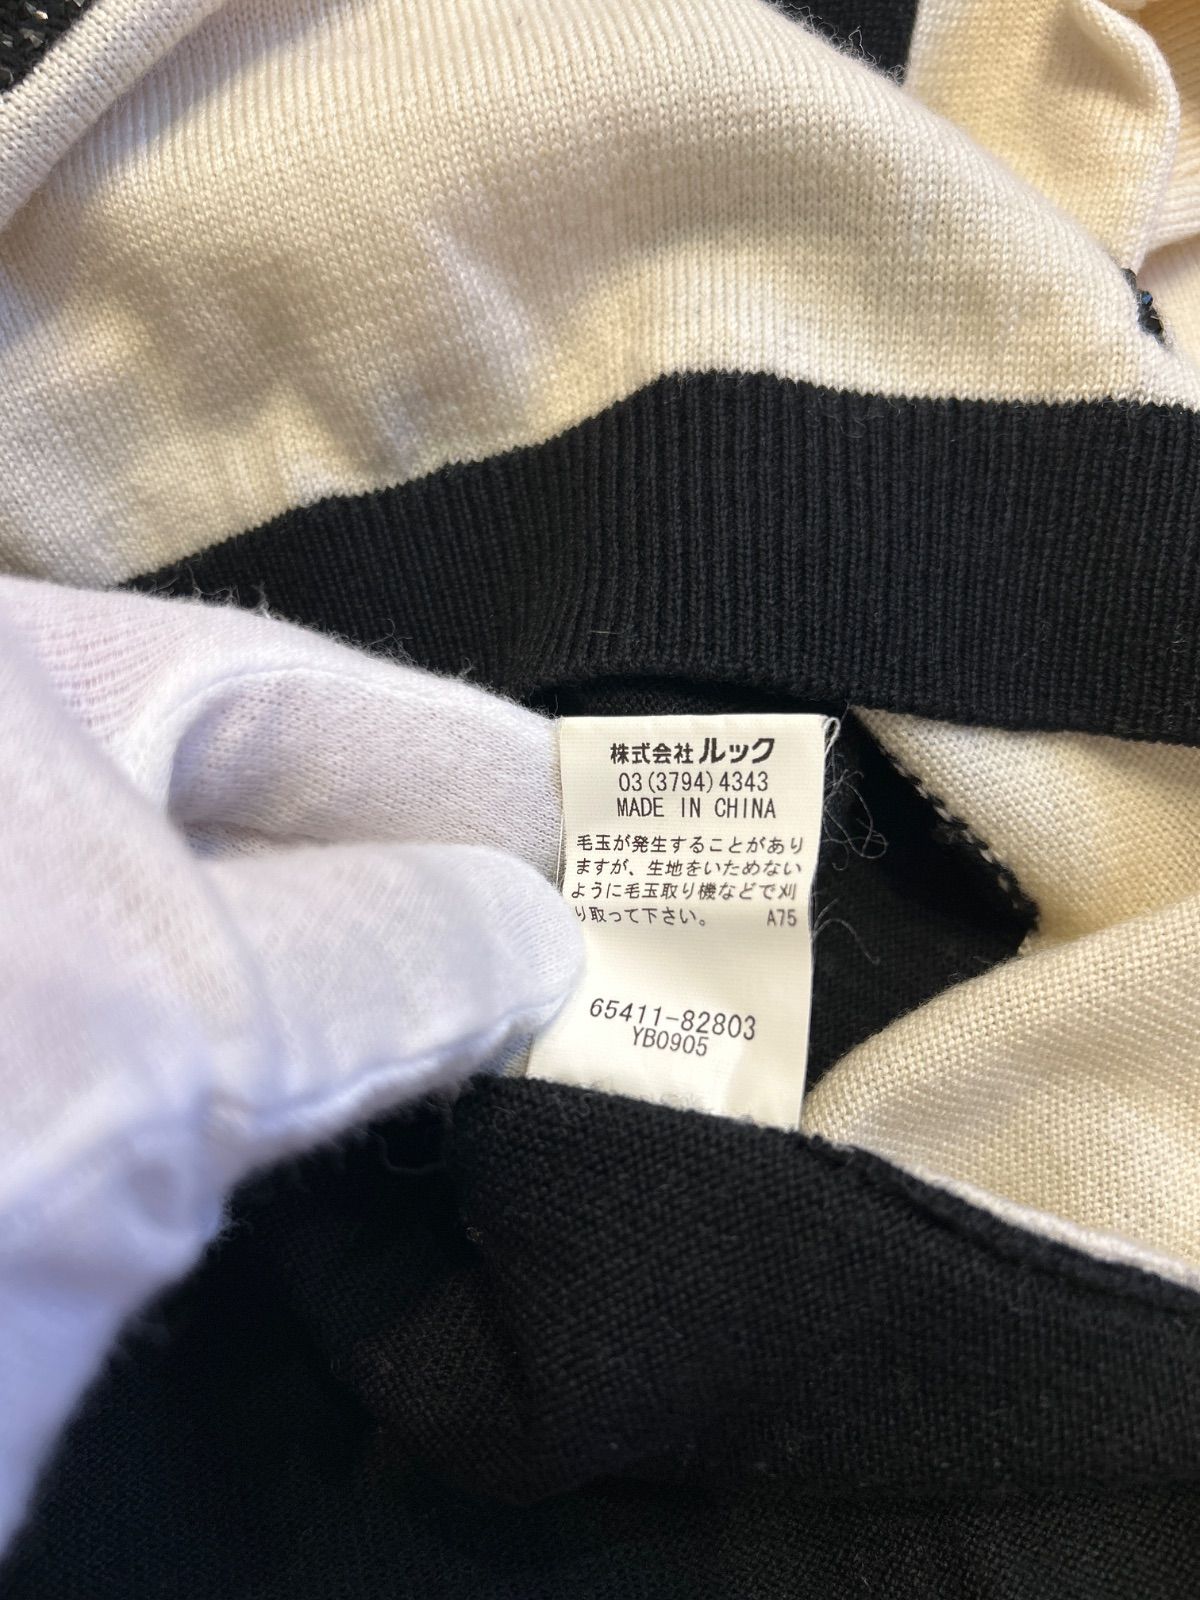 株式会社 ルック
03(3794)4343
MADE IN CHINA
毛玉が発生することがあり
ますが、生地をいためない
ように毛玉取り機などで刈
り取って下さい。 A75
65411-82803
YB0905